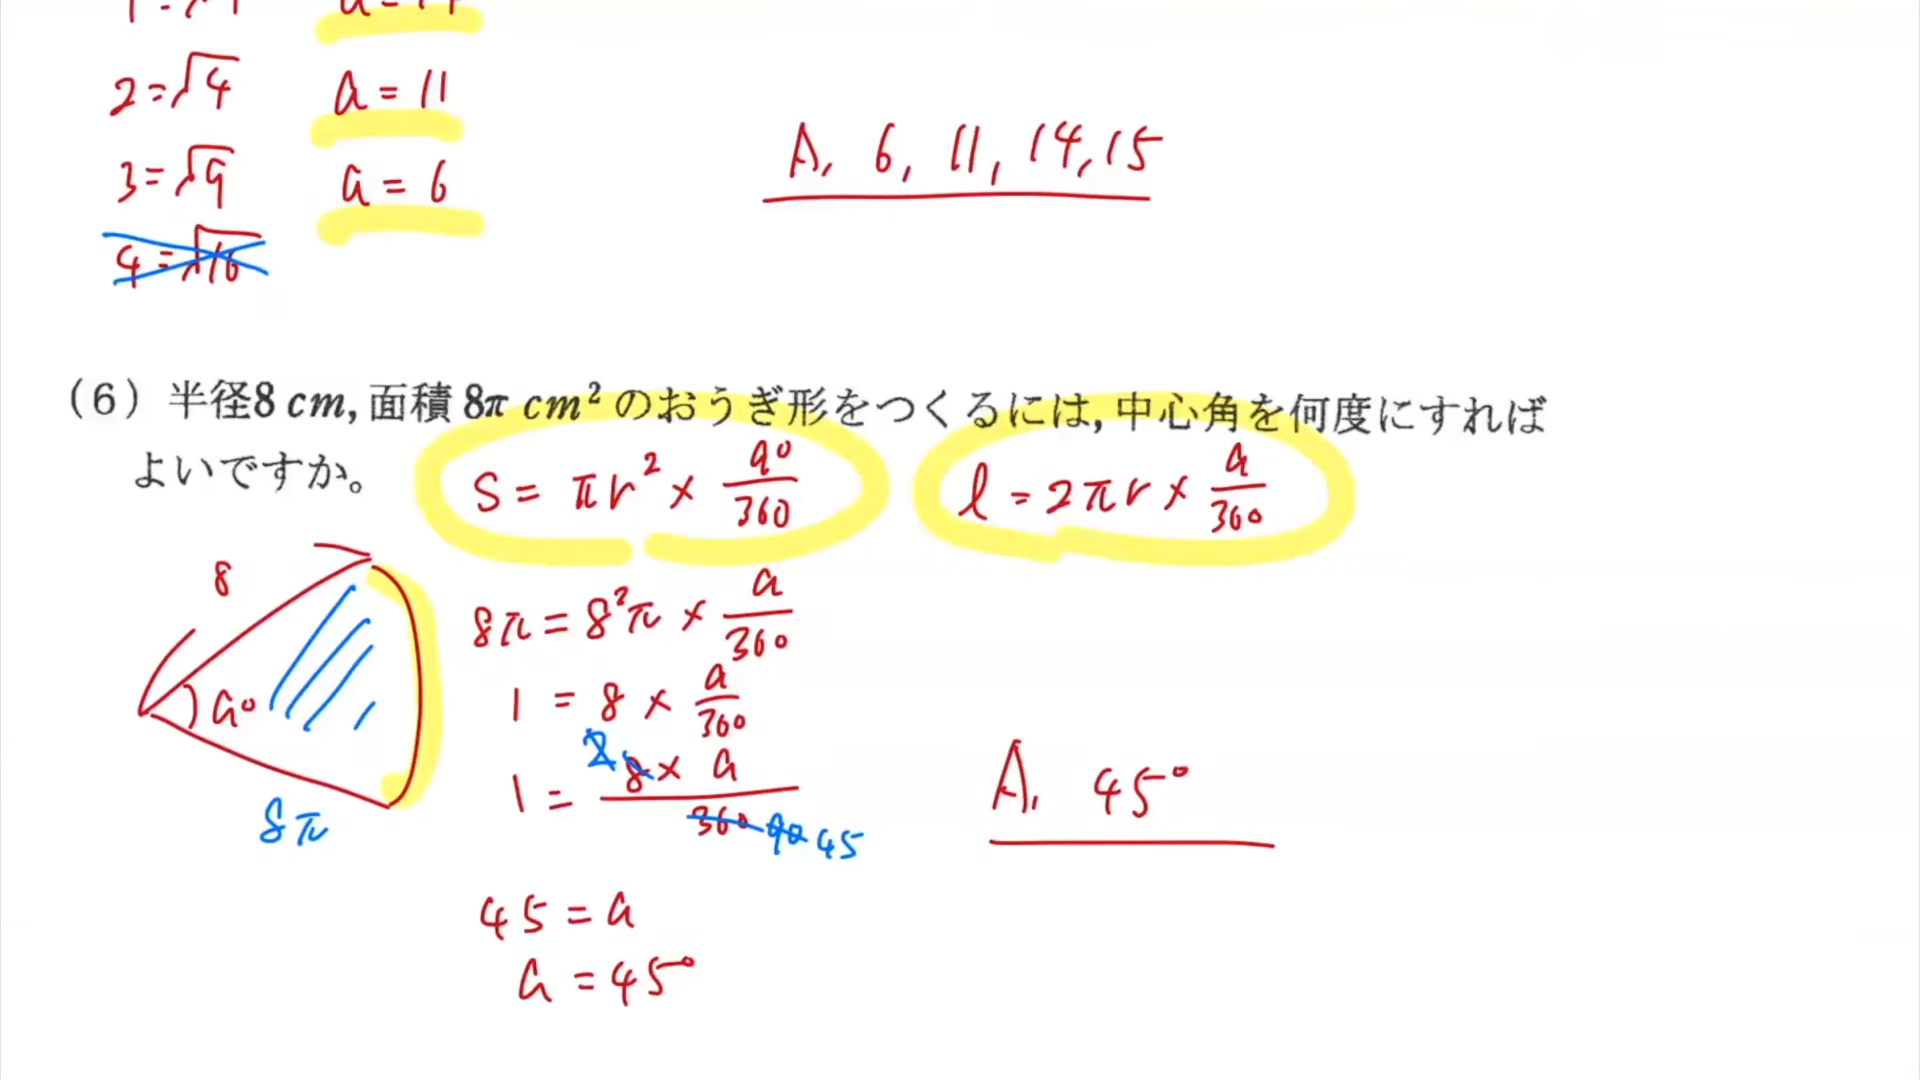 2=√4 a=11
3=√9 a=6
4=√16
A. 6, 11, 14, 15
(6) 半径8 cm, 面積 8π cm² のおうぎ形をつくるには, 中心角を何度にすれば
よいですか。
S = πr² × a°/360
l = 2πr × a/360
8
a°
8π
8π = 8²π × a/360
1 = 8 × a/360
2
1 = 8 × a / 360 90 45
45 = a
a = 45°
A. 45°